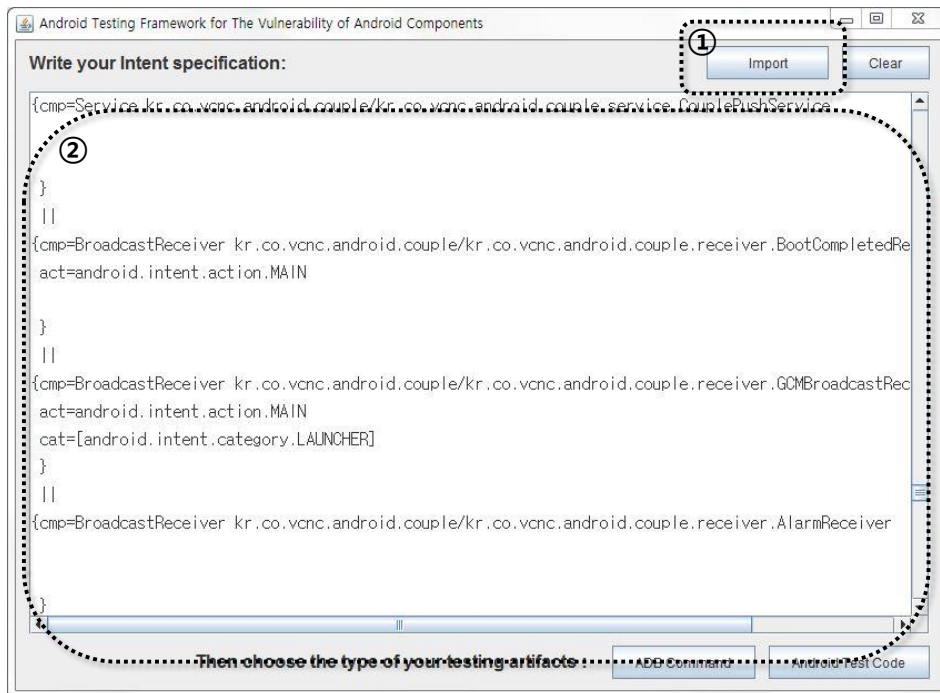 Android Testing Framework for The Vulnerability of Android Components
Write your Intent specification:
①
Import
Clear
{cmp=Service kr.co.vcnc.android.couple/kr.co.vcnc.android.couple.service.CouplePushService
②
}
||
{cmp=BroadcastReceiver kr.co.vcnc.android.couple/kr.co.vcnc.android.couple.receiver.BootCompletedRe
act=android.intent.action.MAIN
}
||
{cmp=BroadcastReceiver kr.co.vcnc.android.couple/kr.co.vcnc.android.couple.receiver.GCMBroadcastRec
act=android.intent.action.MAIN
cat=[android.intent.category.LAUNCHER]
}
||
{cmp=BroadcastReceiver kr.co.vcnc.android.couple/kr.co.vcnc.android.couple.receiver.AlarmReceiver
}
Then choose the type of your testing artifacts :
ADB Command
Android Test Code